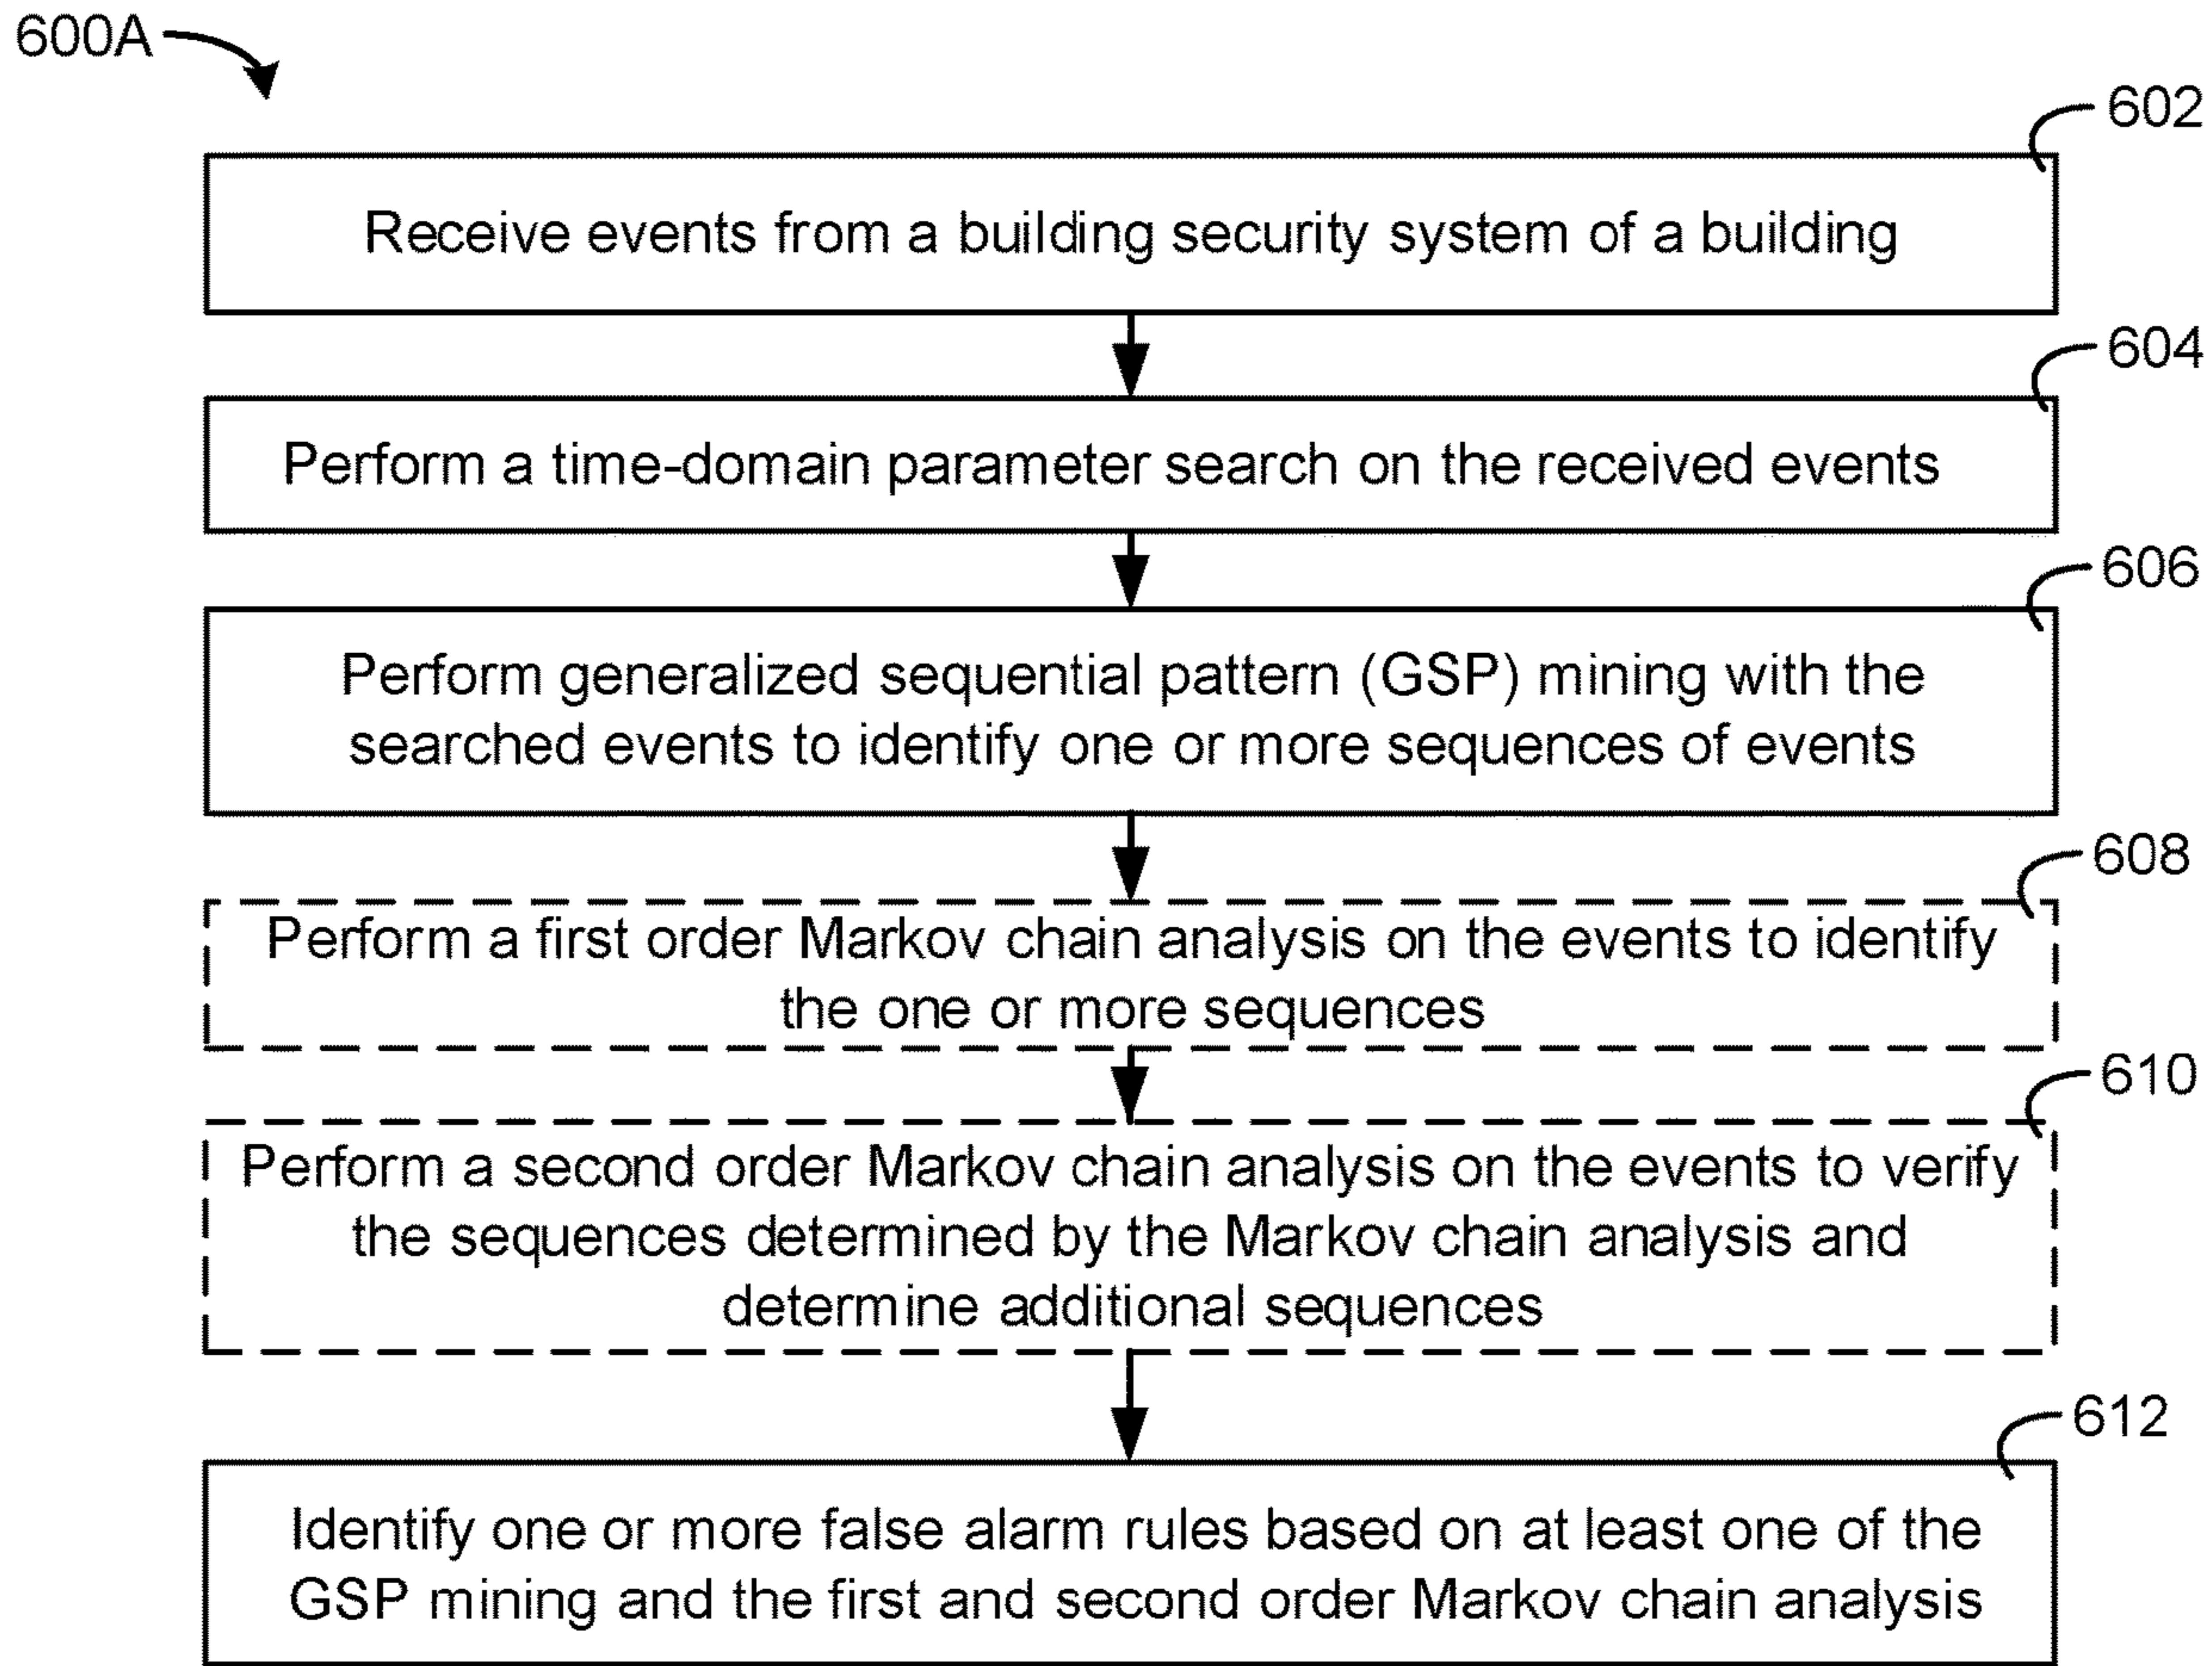 600A
602
Receive events from a building security system of a building
604
Perform a time-domain parameter search on the received events
606
Perform generalized sequential pattern (GSP) mining with the
searched events to identify one or more sequences of events
608
Perform a first order Markov chain analysis on the events to identify
the one or more sequences
610
Perform a second order Markov chain analysis on the events to verify
the sequences determined by the Markov chain analysis and
determine additional sequences
612
Identify one or more false alarm rules based on at least one of the
GSP mining and the first and second order Markov chain analysis